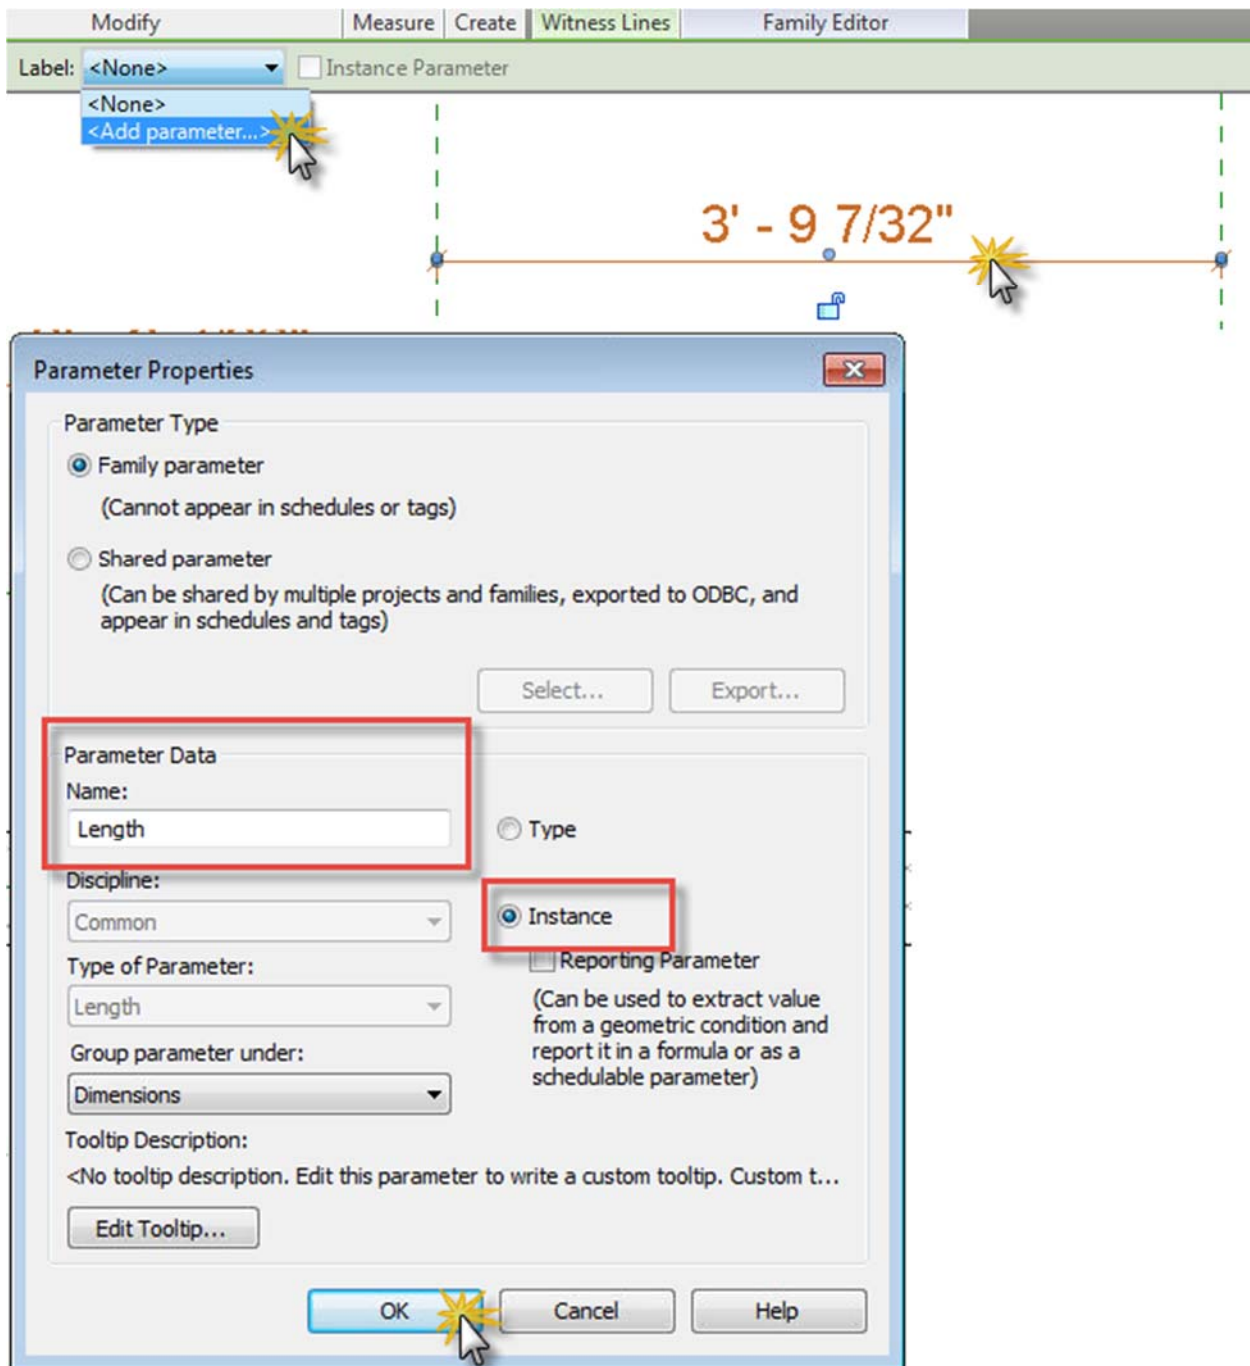 Modify Measure Create Witness Lines Family Editor
Label: <None> Instance Parameter
<None>
<Add parameter...>
3' - 9 7/32"
Parameter Properties
Parameter Type
Family parameter
(Cannot appear in schedules or tags)
Shared parameter
(Can be shared by multiple projects and families, exported to ODBC, and
appear in schedules and tags)
Select... Export...
Parameter Data
Name:
Length
Type
Discipline:
Common
Instance
Type of Parameter:
Reporting Parameter
Length
(Can be used to extract value
from a geometric condition and
report it in a formula or as a
schedulable parameter)
Group parameter under:
Dimensions
Tooltip Description:
<No tooltip description. Edit this parameter to write a custom tooltip. Custom t...
Edit Tooltip...
OK Cancel Help